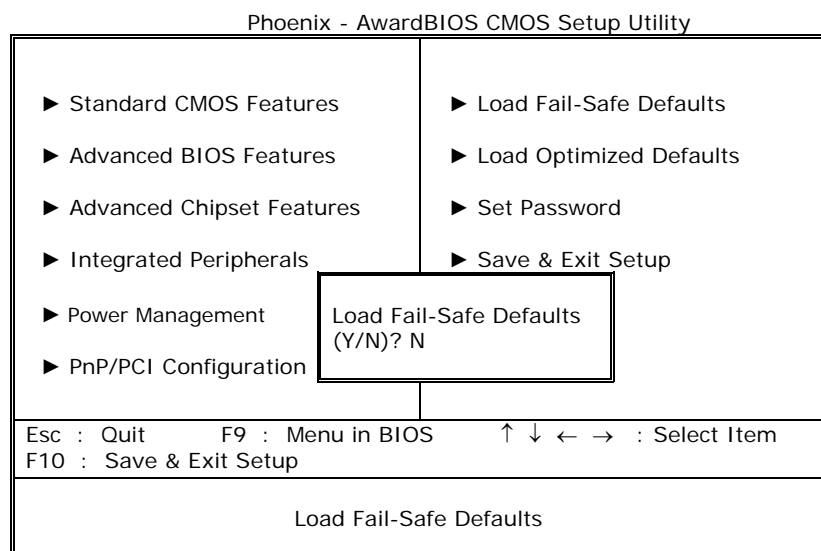 Phoenix - AwardBIOS CMOS Setup Utility
► Standard CMOS Features
► Advanced BIOS Features
► Advanced Chipset Features
► Integrated Peripherals
► Power Management
► PnP/PCI Configuration
► Load Fail-Safe Defaults
► Load Optimized Defaults
► Set Password
► Save & Exit Setup
Load Fail-Safe Defaults
(Y/N)? N
Esc : Quit F9 : Menu in BIOS ↑ ↓ ← → : Select Item
F10 : Save & Exit Setup
Load Fail-Safe Defaults